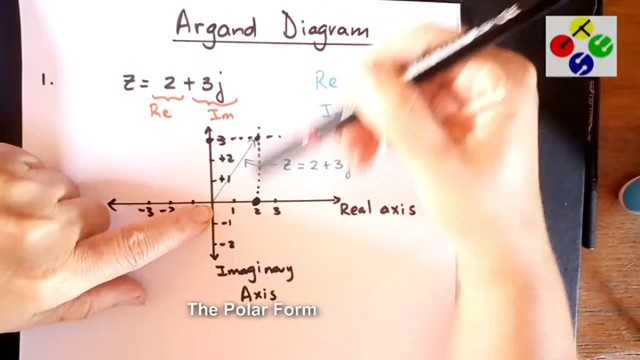 Argand Diagram
1. Z = 2 + 3j
Re
Re Im
3
+2
+1
Z = 2 + 3j
-3 -2 1 2 3 Real axis
-1
-2
Imaginary
Axis
The Polar Form